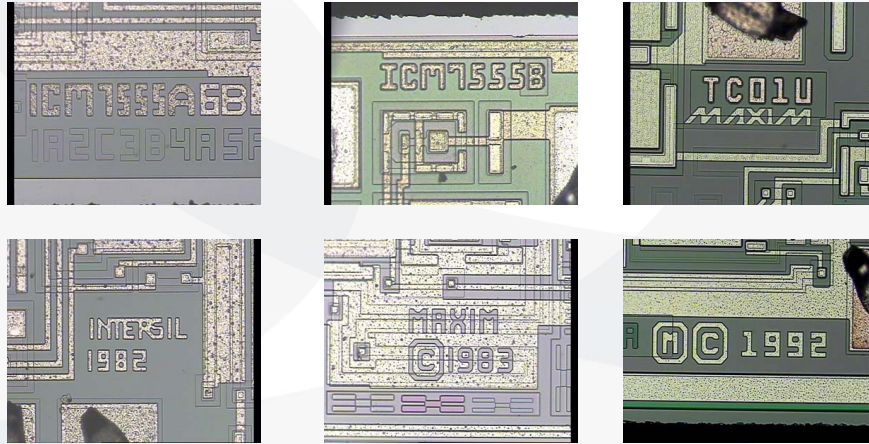 ICM7555A6B
1A2C3B4A5A
ICM7555B
TC01U
MAXIM
INTERSIL
1982
MAXIM
© 1983
A Ⓜ © 1992